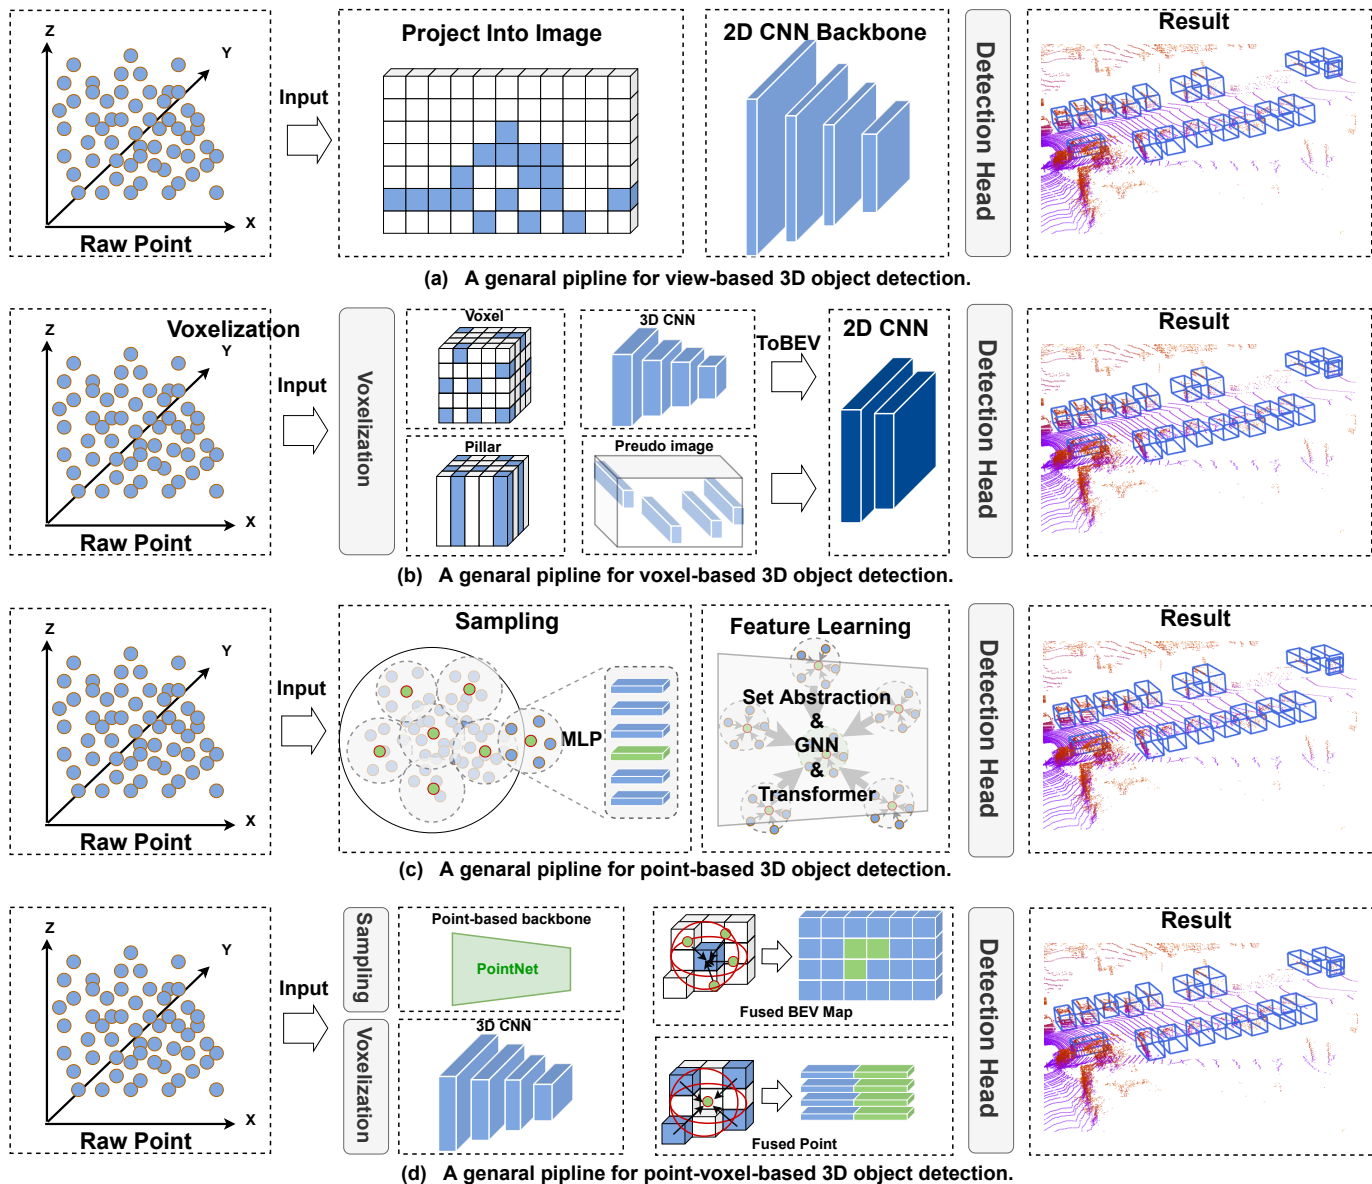 Z
Y
X
Raw Point
Input
Project Into Image
2D CNN Backbone
Detection Head
Result
(a) A genaral pipline for view-based 3D object detection.
Z
Y
X
Voxelization
Raw Point
Input
Voxelization
Voxel
Pillar
3D CNN
Preudo image
ToBEV
2D CNN
Detection Head
Result
(b) A genaral pipline for voxel-based 3D object detection.
Z
Y
X
Raw Point
Input
Sampling
MLP
Feature Learning
Set Abstraction
&
GNN
&
Transformer
Detection Head
Result
(c) A genaral pipline for point-based 3D object detection.
Z
Y
X
Raw Point
Input
Sampling
Voxelization
Point-based backbone
PointNet
3D CNN
Fused BEV Map
Fused Point
Detection Head
Result
(d) A genaral pipline for point-voxel-based 3D object detection.